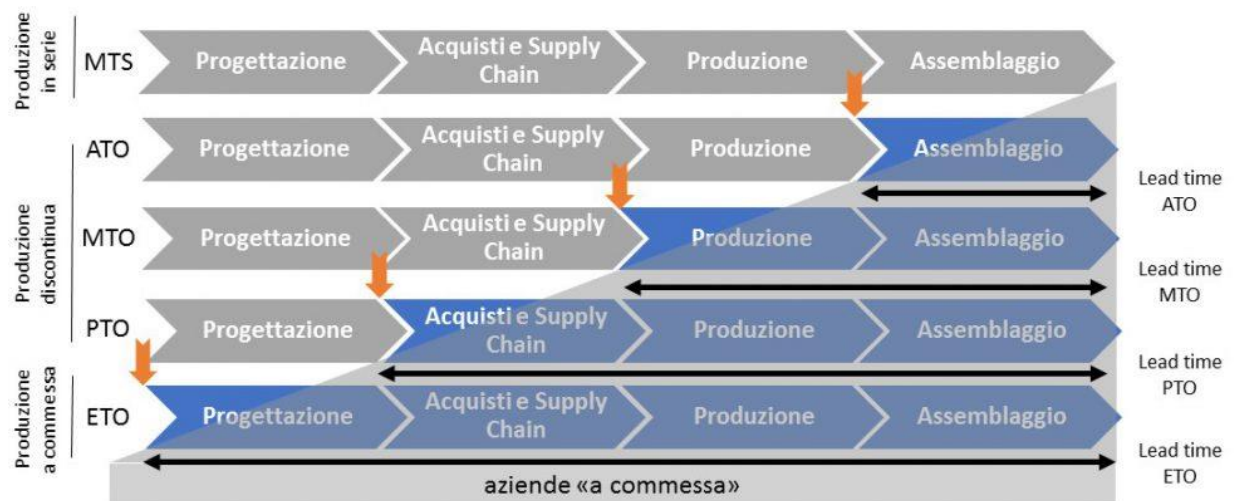 Produzione
in serie
MTS
Progettazione
Acquisti e Supply
Chain
Produzione
Assemblaggio
Produzione
discontinua
ATO
Progettazione
Acquisti e Supply
Chain
Produzione
Assemblaggio
Lead time
ATO
MTO
Progettazione
Acquisti e Supply
Chain
Produzione
Assemblaggio
Lead time
MTO
PTO
Progettazione
Acquisti e Supply
Chain
Produzione
Assemblaggio
Lead time
PTO
Produzione
a commessa
ETO
Progettazione
Acquisti e Supply
Chain
Produzione
Assemblaggio
Lead time
ETO
aziende «a commessa»